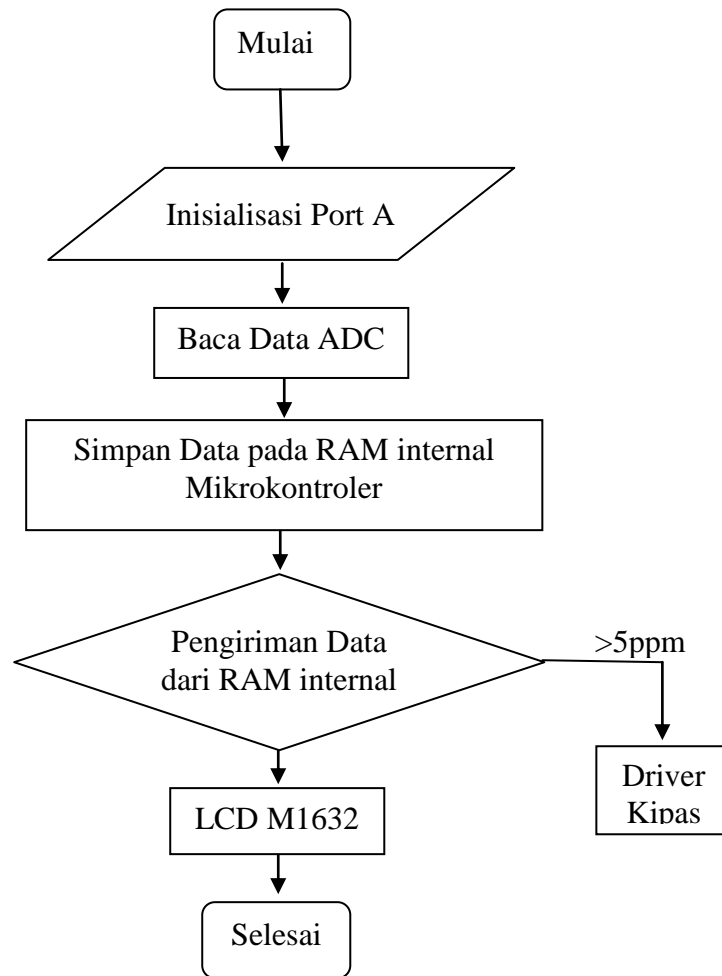 Mulai
Inisialisasi Port A
Baca Data ADC
Simpan Data pada RAM internal
Mikrokontroler
Pengiriman Data
dari RAM internal
>5ppm
Driver
Kipas
LCD M1632
Selesai